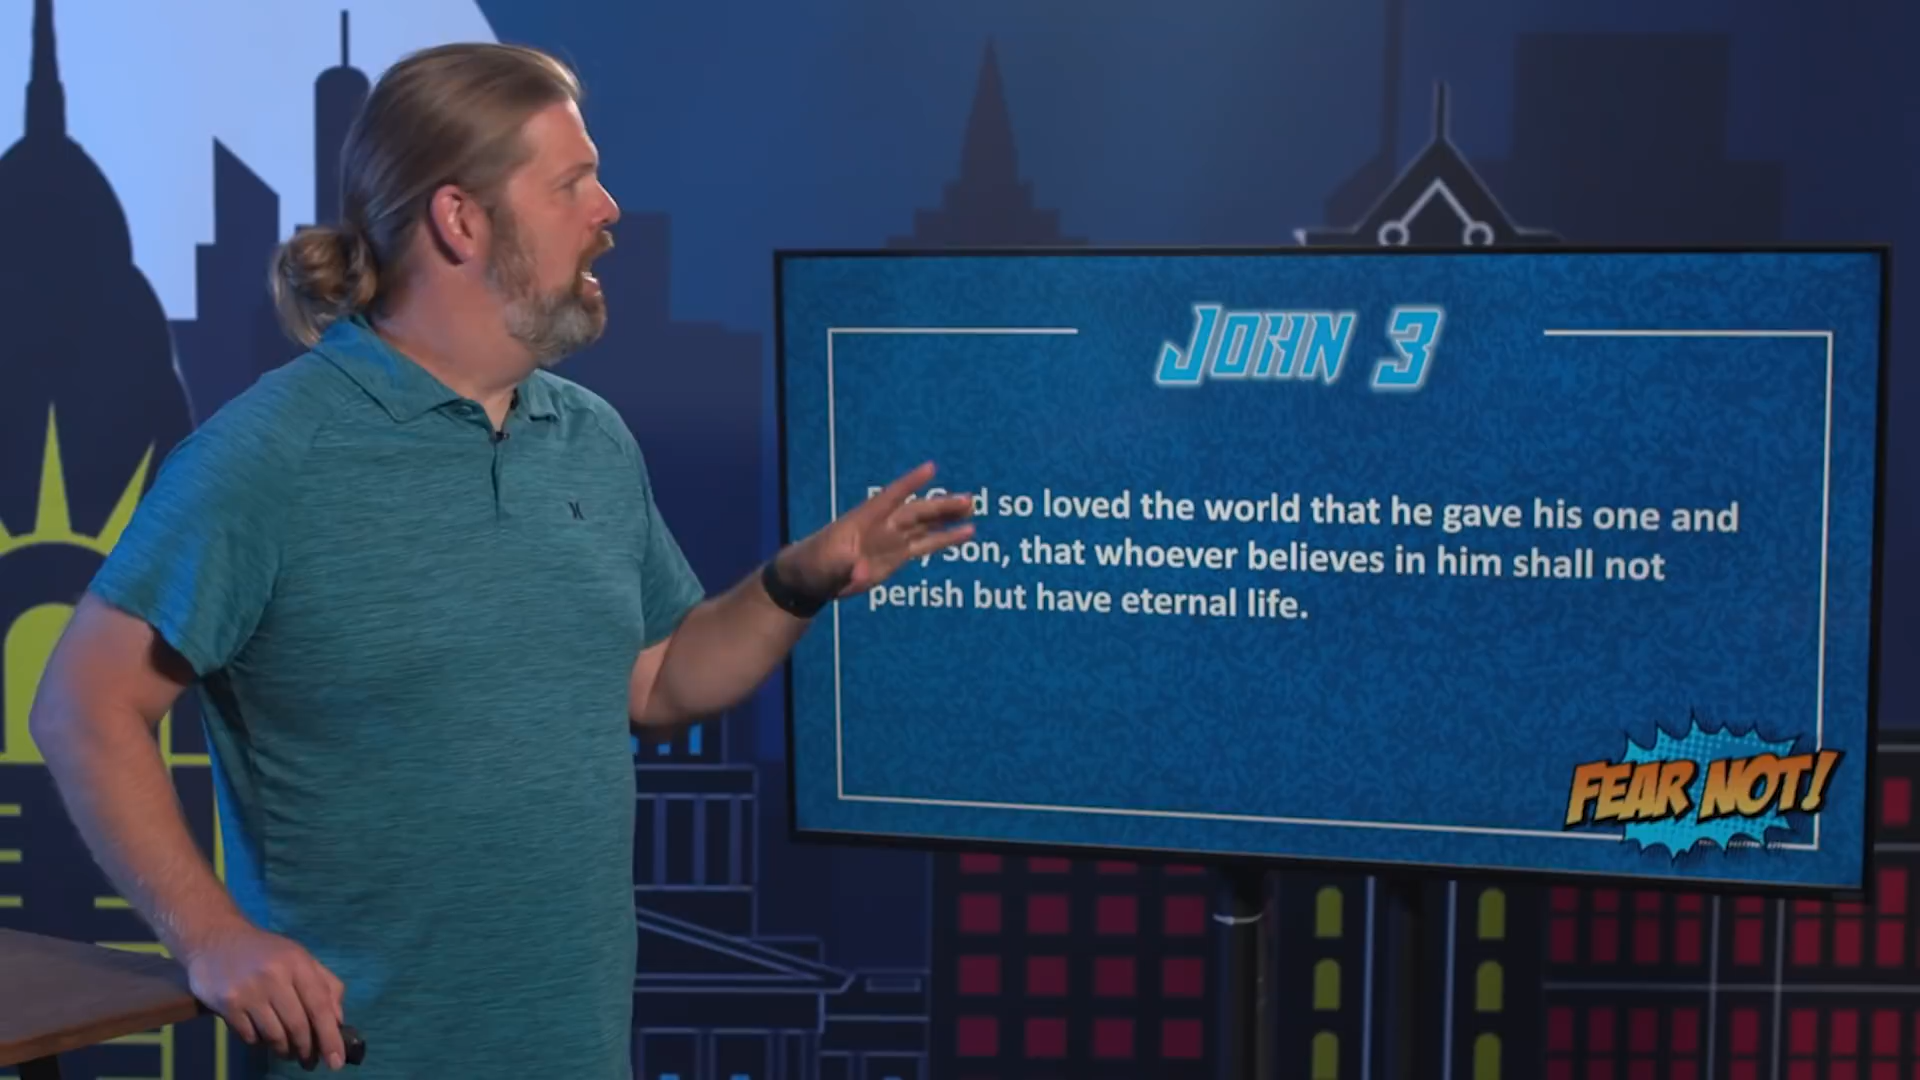 JOHN 3
d so loved the world that he gave his one and
Son, that whoever believes in him shall not
perish but have eternal life.
FEAR NOT!